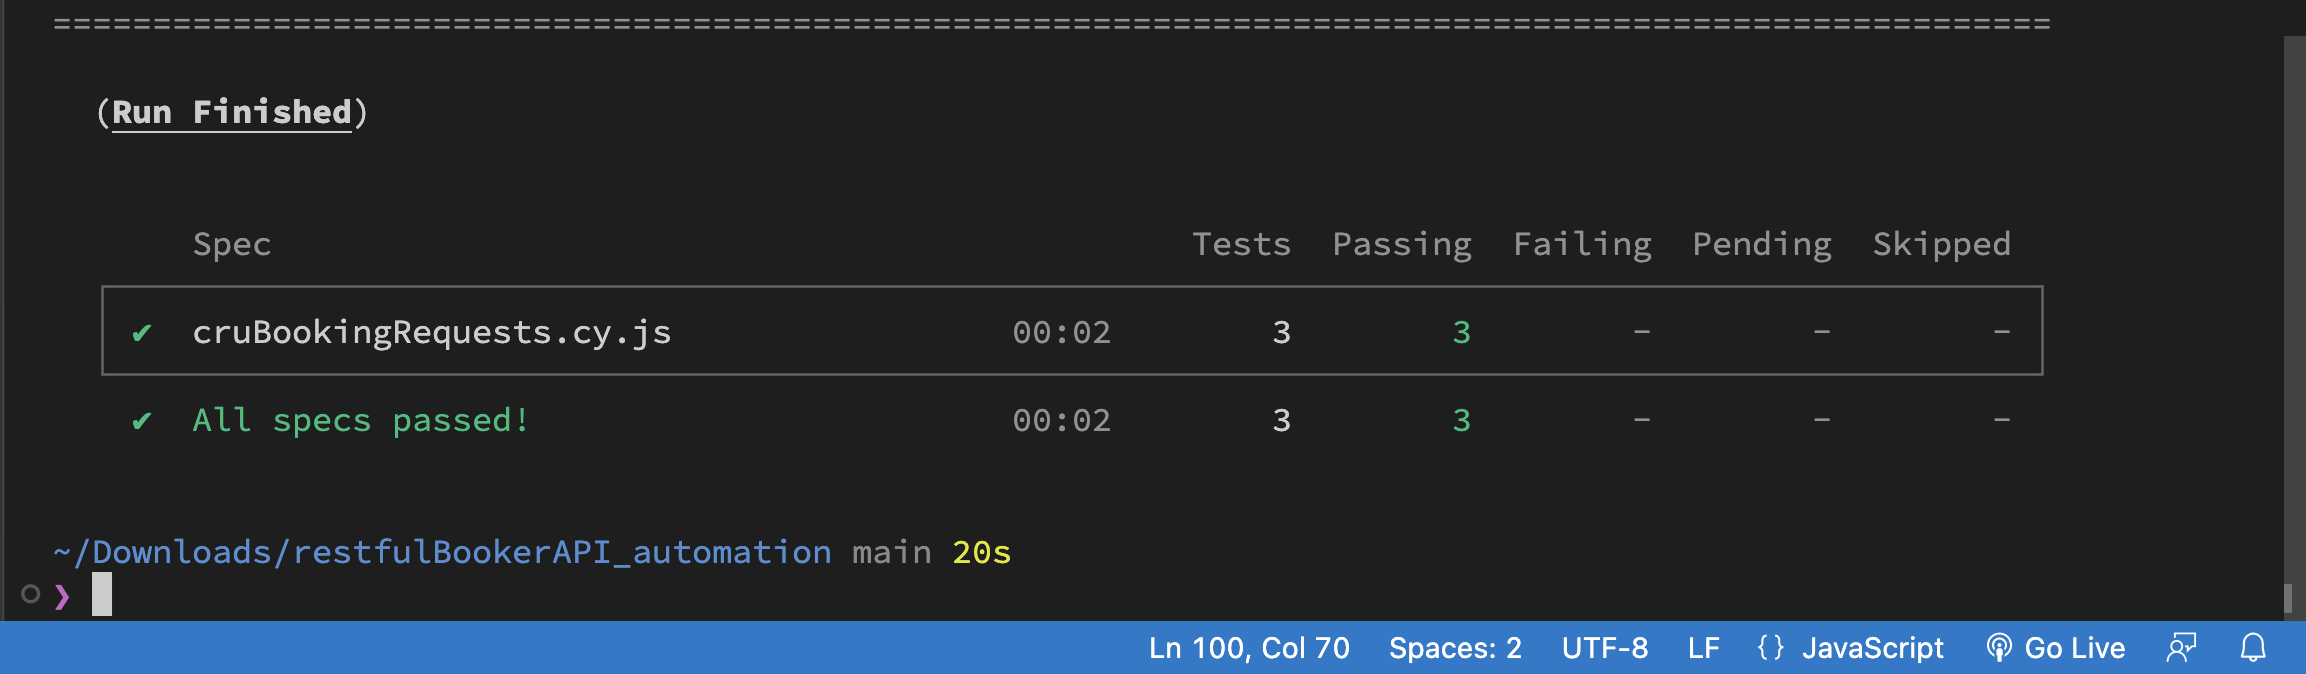 ====================================================================================================
(Run Finished)
Spec Tests Passing Failing Pending Skipped
✔ cruBookingRequests.cy.js 00:02 3 3 - - -
✔ All specs passed! 00:02 3 3 - - -
~/Downloads/restfulBookerAPI_automation main 20s
❯
Ln 100, Col 70 Spaces: 2 UTF-8 LF {} JavaScript Go Live